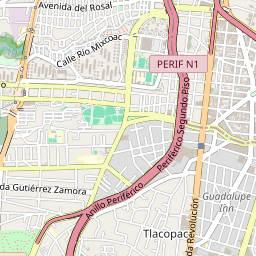 Avenida del Rosal
Calle Río Mixcoac
PERIF N1
Periférico Segundo Piso
da Gutiérrez Zamora
Anillo Periférico
Guadalupe
Inn
da Revolución
Tlacopac